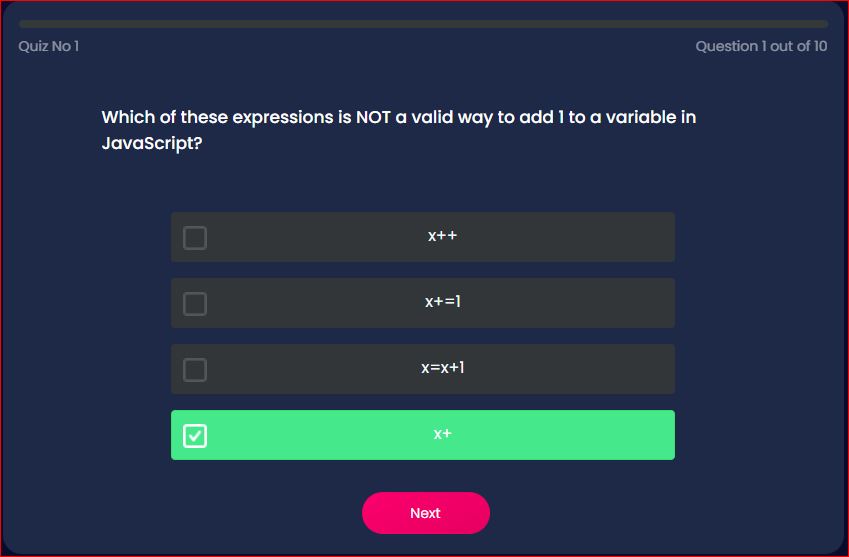 Quiz No 1
Question 1 out of 10
Which of these expressions is NOT a valid way to add 1 to a variable in
JavaScript?
x++
x+=1
x=x+1
x+
Next